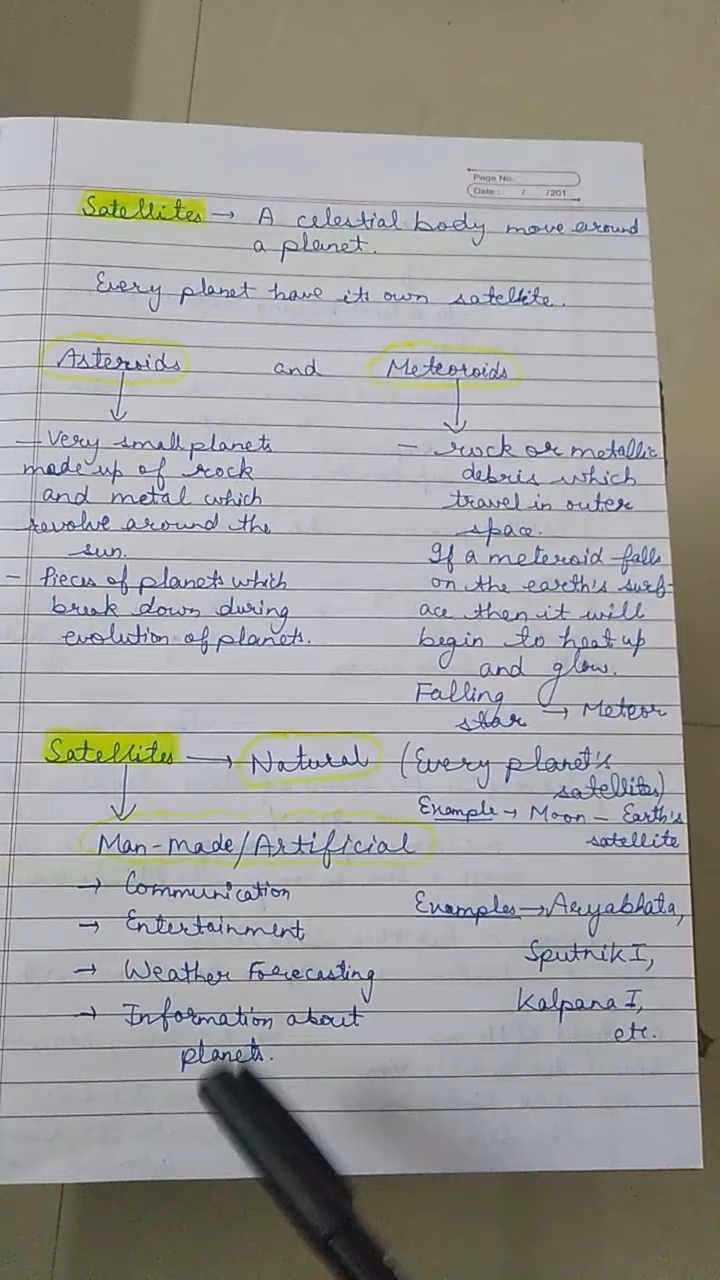 Page No.
Date : / /201
Satellites → A celestial body move around
a planet.
Every planet have its own satellite.
Asteroids and Meteoroids
– Very small planets
made up of rock
and metal which
revolve around the
sun.
– Pieces of planets which
break down during
evolution of planets.
– rock or metallic
debris which
travel in outer
space.
If a meteroid falls
on the earth's surf-
ace then it will
begin to heat up
and glow.
Falling
star → Meteor
Satellites → Natural (Every planet's
satellites)
Example → Moon – Earth's
satellite
Man-made/Artificial
→ Communication
→ Entertainment
→ Weather Forecasting
→ Information about
planets.
Examples → Aryabhata,
Sputnik I,
Kalpana I,
etc.